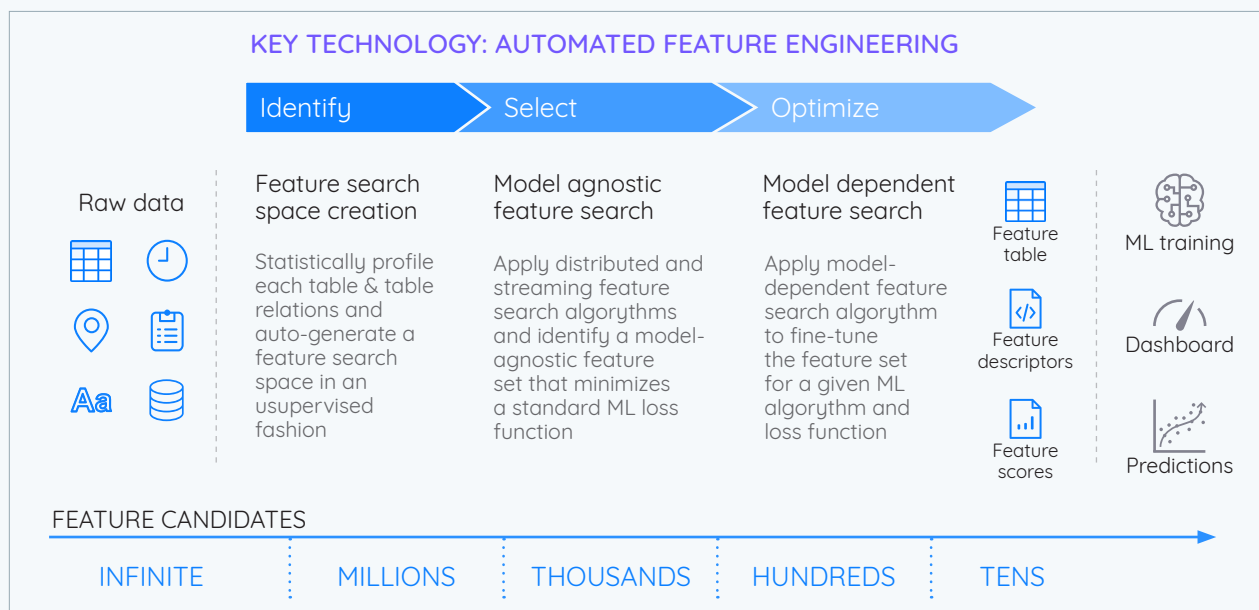 KEY TECHNOLOGY: AUTOMATED FEATURE ENGINEERING
Identify
Select
Optimize
Raw data
Aa
Feature search
space creation
Statistically profile
each table & table
relations and
auto-generate a
feature search
space in an
usupervised
fashion
Model agnostic
feature search
Apply distributed and
streaming feature
search algorythms
and identify a model-
agnostic feature
set that minimizes
a standard ML loss
function
Model dependent
feature search
Apply model-
dependent feature
search algorythm
to fine-tune
the feature set
for a given ML
algorythm and
loss function
Feature
table
</>
Feature
descriptors
Feature
scores
ML training
Dashboard
Predictions
FEATURE CANDIDATES
INFINITE
MILLIONS
THOUSANDS
HUNDREDS
TENS